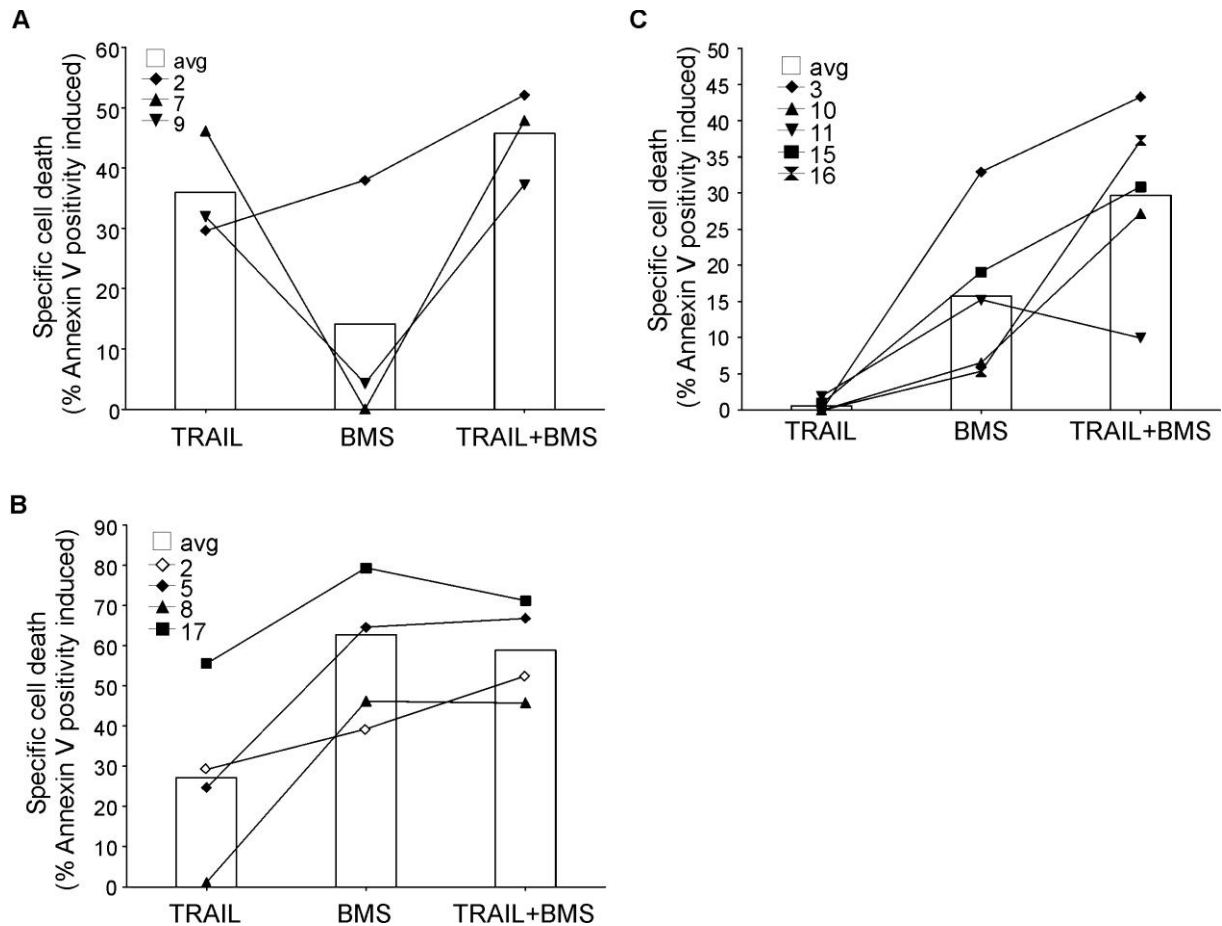 A
Specific cell death
(% Annexin V positivity induced)
60
50
40
30
20
10
0
avg
2
7
9
TRAIL BMS TRAIL+BMS
C
Specific cell death
(% Annexin V positivity induced)
50
45
40
35
30
25
20
15
10
5
0
avg
3
10
11
15
16
TRAIL BMS TRAIL+BMS
B
Specific cell death
(% Annexin V positivity induced)
90
80
70
60
50
40
30
20
10
0
avg
2
5
8
17
TRAIL BMS TRAIL+BMS